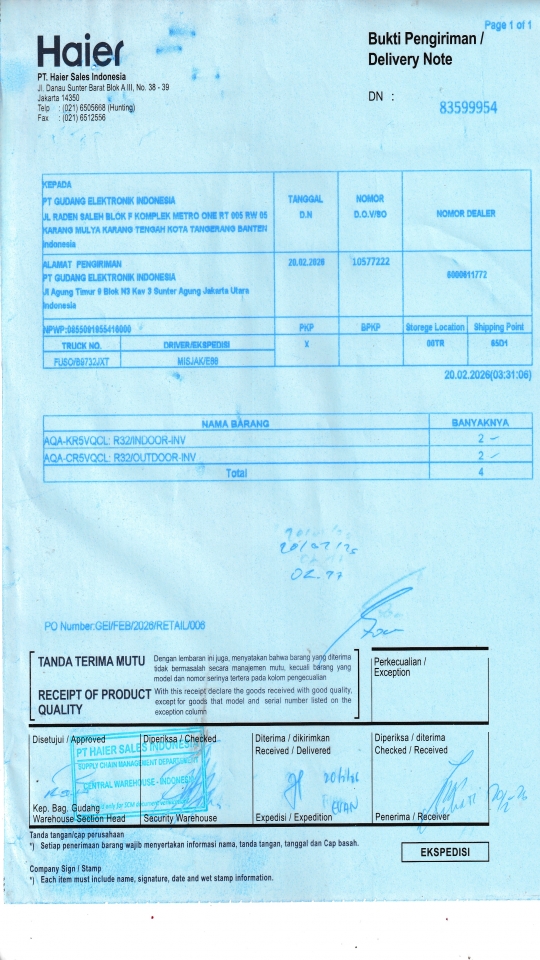 Page 1 of 1
Haier
Bukti Pengiriman /
Delivery Note
PT. Haier Sales Indonesia
Jl. Danau Sunter Barat Blok A III, No. 38 - 39
Jakarta 14350
Telp : (021) 6505668 (Hunting)
Fax : (021) 6512556
DN :
83599954
KEPADA
PT GUDANG ELEKTRONIK INDONESIA
JL RADEN SALEH BLOK F KOMPLEK METRO ONE RT 005 RW 05
KARANG MULYA KARANG TENGAH KOTA TANGERANG BANTEN
Indonesia
TANGGAL
D.N
NOMOR
D.O.V/SO
NOMOR DEALER
ALAMAT PENGIRIMAN
PT GUDANG ELEKTRONIK INDONESIA
Jl Agung Timur 9 Blok N3 Kav 3 Sunter Agung Jakarta Utara
Indonesia
20.02.2026
10577222
NPWP:
PKP
BPKP
Storege Location
Shipping Point
TRUCK NO.
DRIVER/EKSPEDISI
X
00TR
65D1
20.02.2026(03:31:06)
NAMA BARANG
BANYAKNYA
AQA-KR5VQCL: R32/INDOOR-INV
2
AQA-CR5VQCL: R32/OUTDOOR-INV
2
Total
4
PO Number:GEI/FEB/2026/RETAIL/006
TANDA TERIMA MUTU
Dengan lembaran ini juga, menyatakan bahwa barang yang diterima
tidak bermasalah secara manajemen mutu, kecuali barang yang
model dan nomor serinya tertera pada kolom pengecualian
RECEIPT OF PRODUCT
QUALITY
With this receipt declare the goods received with good quality,
except for goods that model and serial number listed on the
exception column
Perkecualian /
Exception
Disetujui / Approved
Diperiksa / Checked
Diterima / dikirimkan
Received / Delivered
Diperiksa / diterima
Checked / Received
PT HAIER SALES INDONESIA
SUPPLY CHAIN MANAGEMENT DEPARTMENT
CENTRAL WAREHOUSE - INDONESIA
Kep. Bag. Gudang
Warehouse Section Head
Security Warehouse
Expedisi / Expedition
Penerima / Receiver
Tanda tangan/cap perusahaan
*) Setiap penerimaan barang wajib menyertakan informasi nama, tanda tangan, tanggal dan Cap basah.
EKSPEDISI
Company Sign / Stamp
*) Each item must include name, signature, date and wet stamp information.